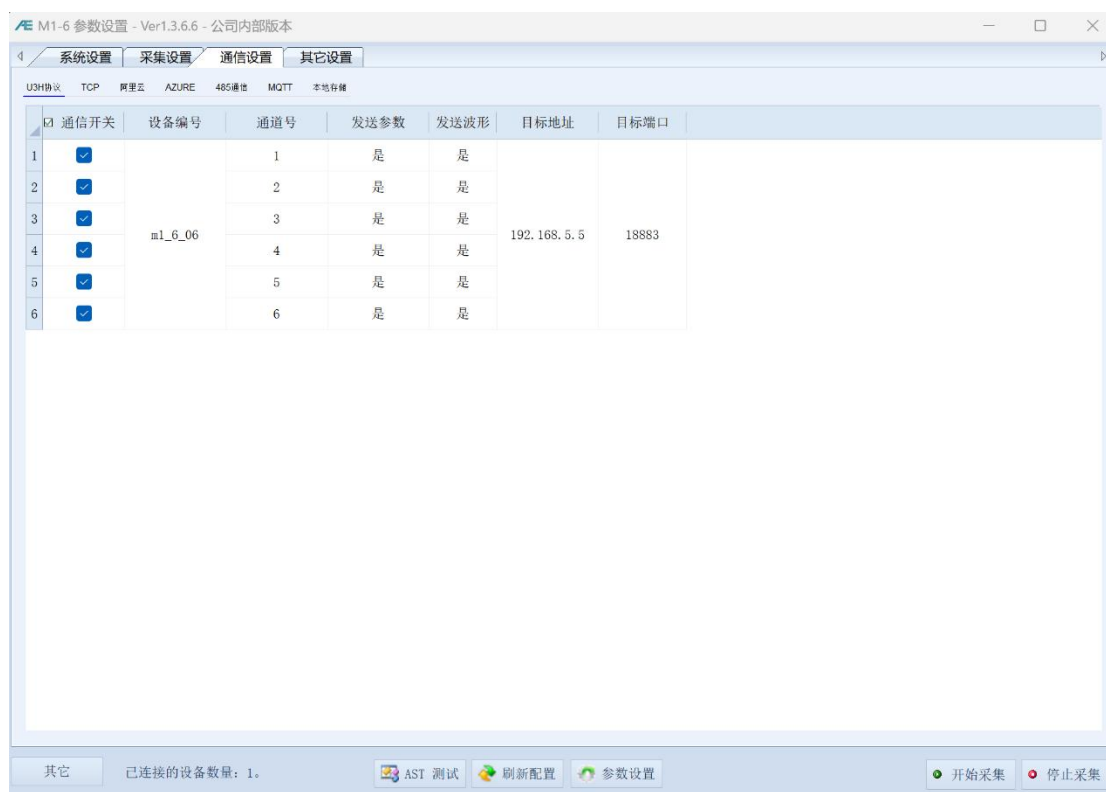 Æ M1-6 参数设置 - Ver1.3.6.6 - 公司内部版本
系统设置 采集设置 通信设置 其它设置
U3H协议 TCP 阿里云 AZURE 485通信 MQTT 本地存储
通信开关 设备编号 通道号 发送参数 发送波形 目标地址 目标端口
1 1 是 是
2 2 是 是
3 3 是 是
m1_6_06 192.168.5.5 18883
4 4 是 是
5 5 是 是
6 6 是 是
其它 已连接的设备数量: 1。 AST 测试 刷新配置 参数设置 开始采集 停止采集